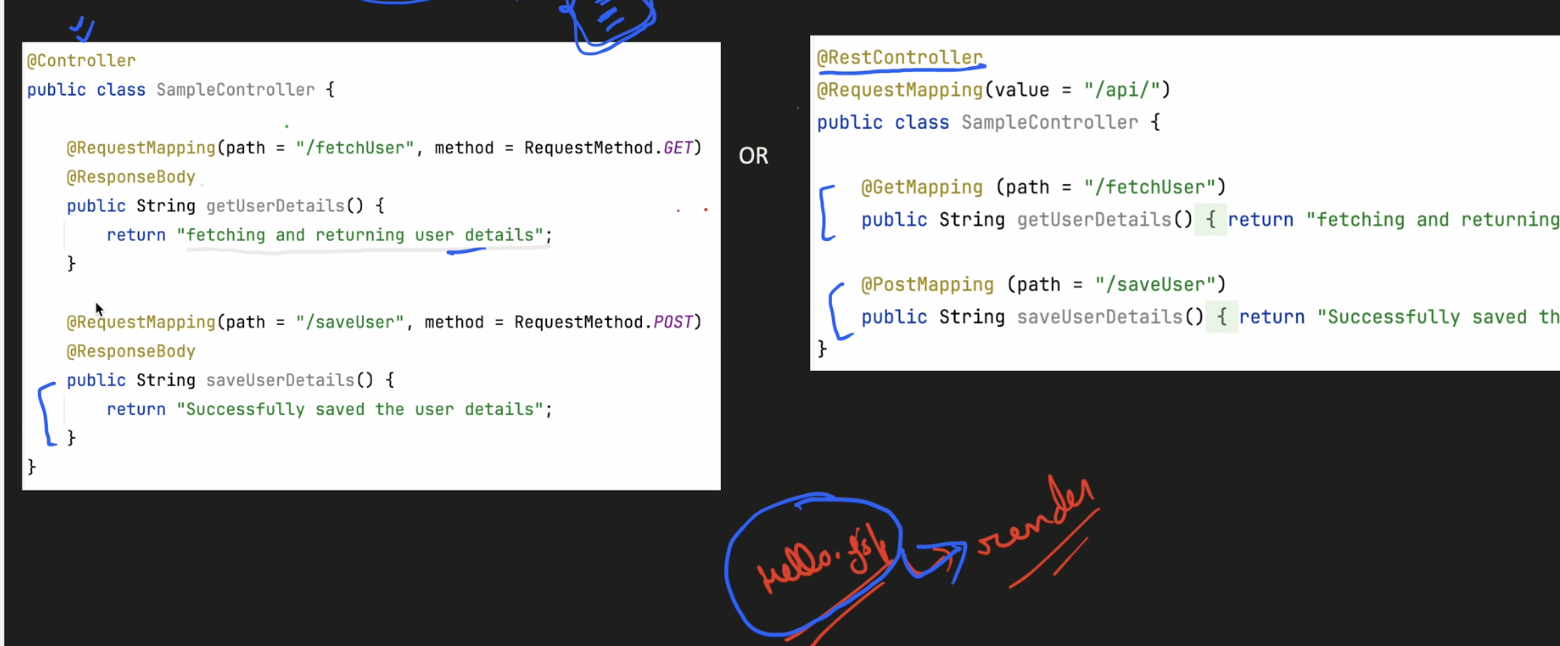 @Controller
public class SampleController {
@RequestMapping(path = "/fetchUser", method = RequestMethod.GET)
@ResponseBody
public String getUserDetails() {
return "fetching and returning user details";
}
@RequestMapping(path = "/saveUser", method = RequestMethod.POST)
@ResponseBody
public String saveUserDetails() {
return "Successfully saved the user details";
}
}
OR
@RestController
@RequestMapping(value = "/api/")
public class SampleController {
@GetMapping (path = "/fetchUser")
public String getUserDetails() { return "fetching and returning
@PostMapping (path = "/saveUser")
public String saveUserDetails() { return "Successfully saved th
}
Hello.jsp
render